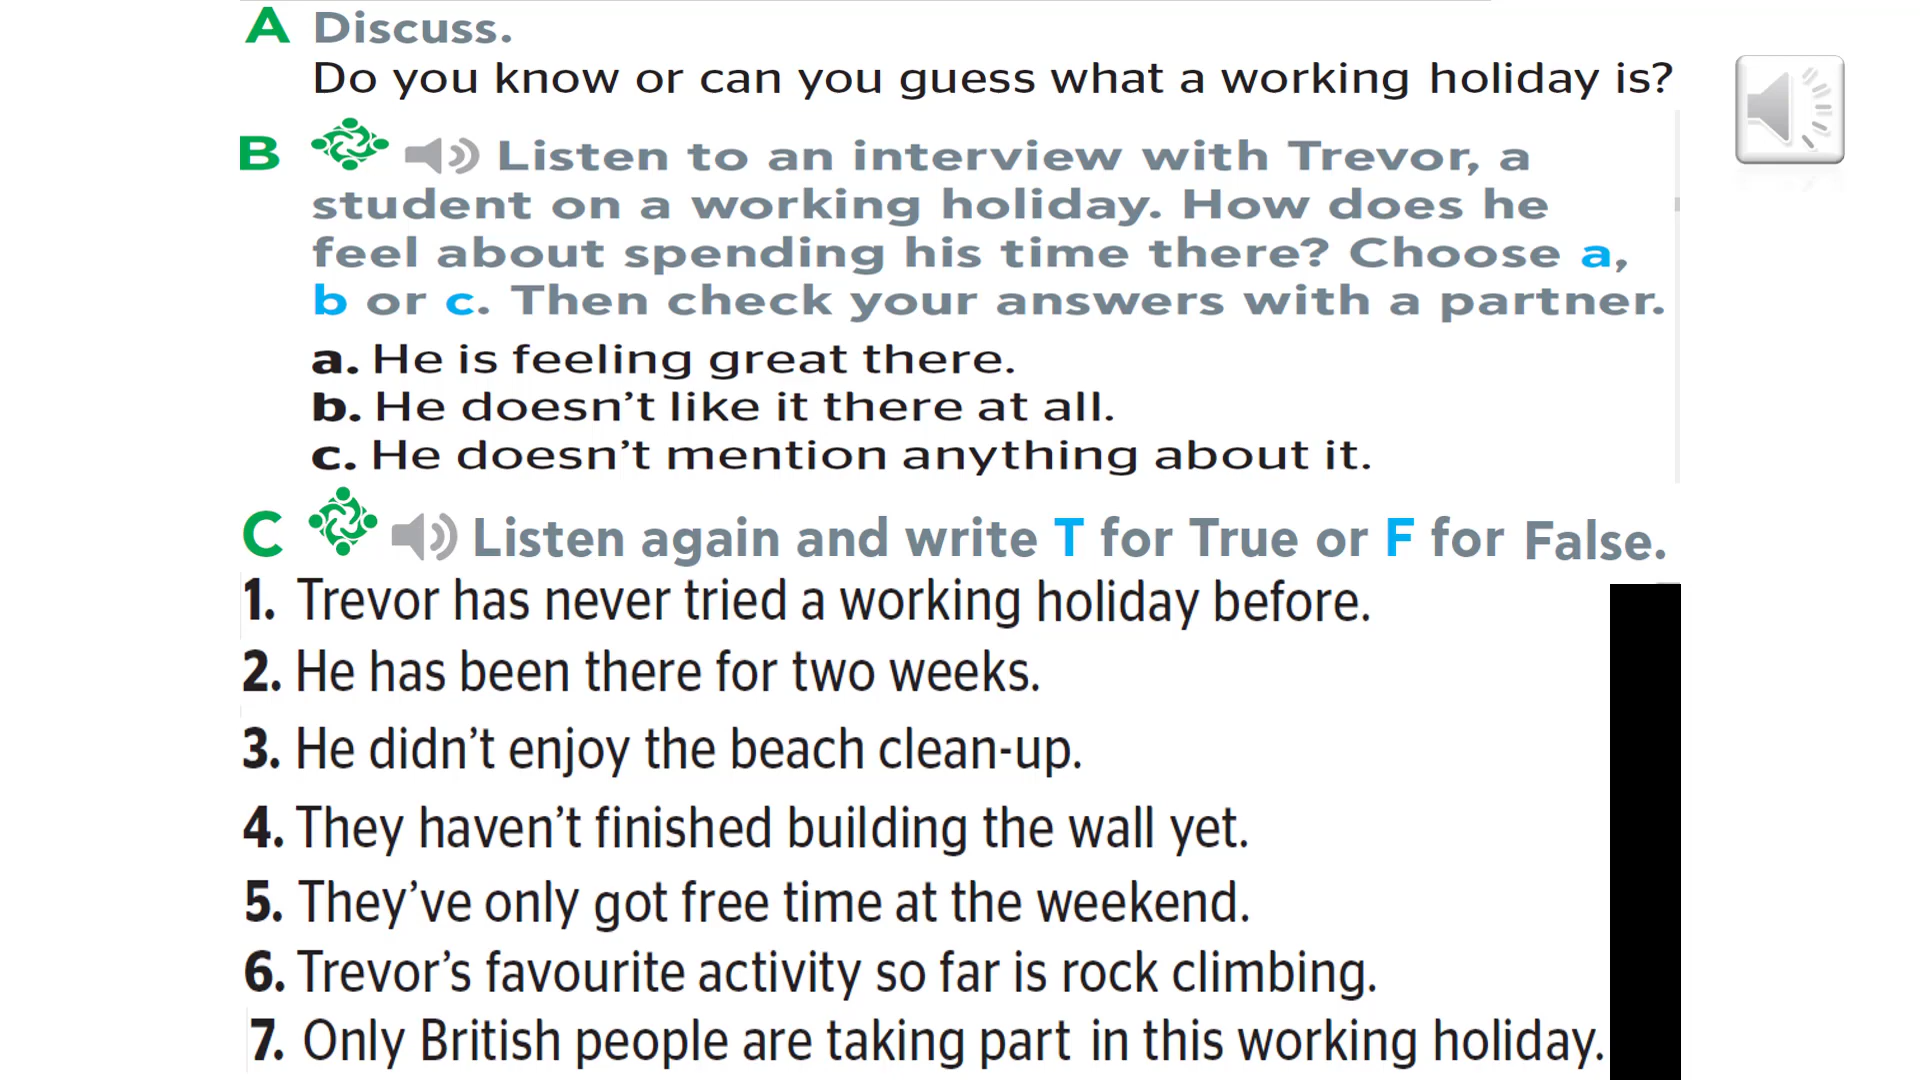 A Discuss.
Do you know or can you guess what a working holiday is?
B Listen to an interview with Trevor, a
student on a working holiday. How does he
feel about spending his time there? Choose a,
b or c. Then check your answers with a partner.
a. He is feeling great there.
b. He doesn't like it there at all.
c. He doesn't mention anything about it.
C Listen again and write T for True or F for False.
1. Trevor has never tried a working holiday before.
2. He has been there for two weeks.
3. He didn't enjoy the beach clean-up.
4. They haven't finished building the wall yet.
5. They've only got free time at the weekend.
6. Trevor's favourite activity so far is rock climbing.
7. Only British people are taking part in this working holiday.